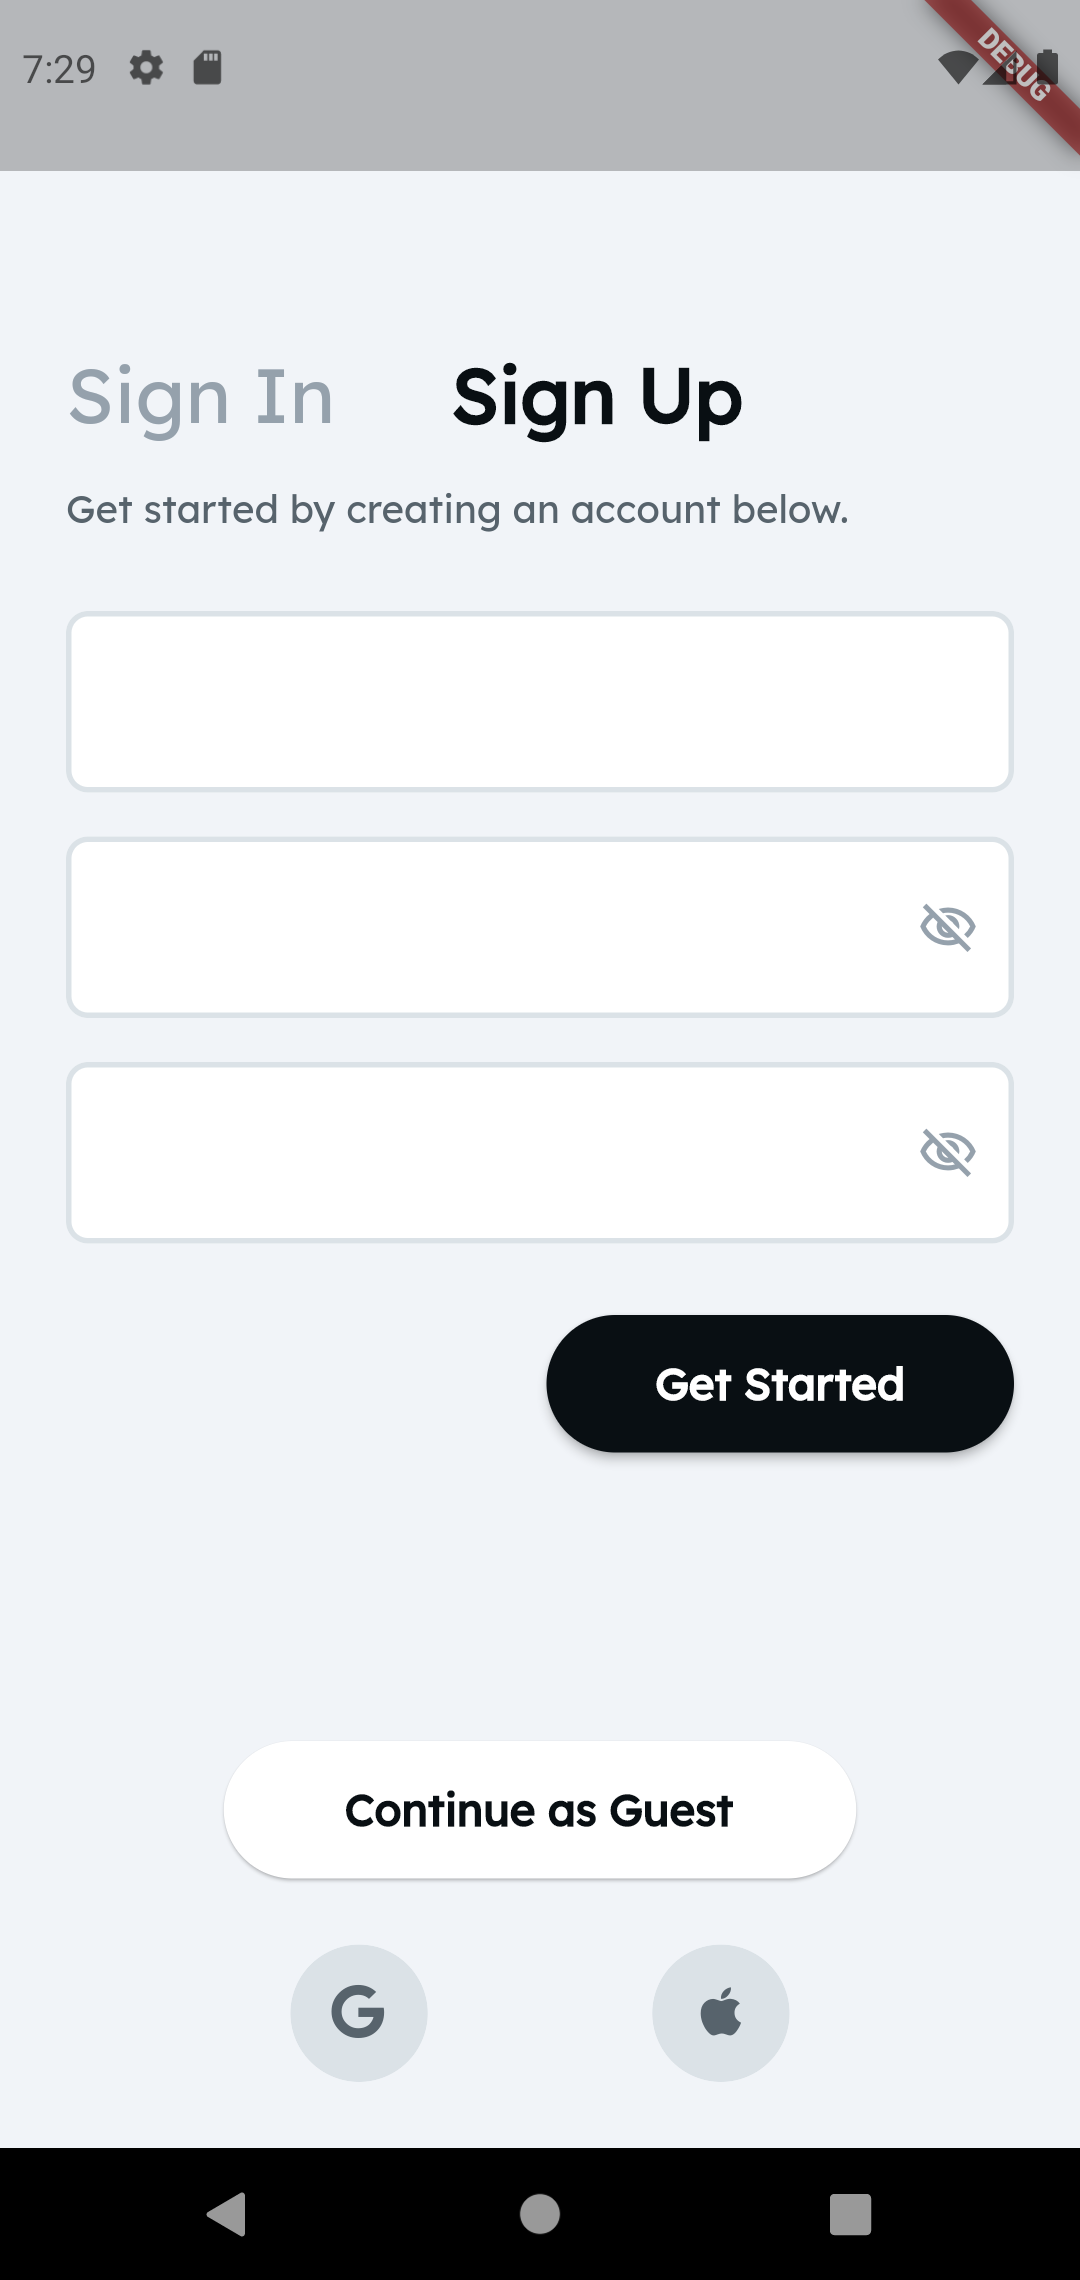 7:29
DEBUG
Sign In Sign Up
Get started by creating an account below.
Get Started
Continue as Guest